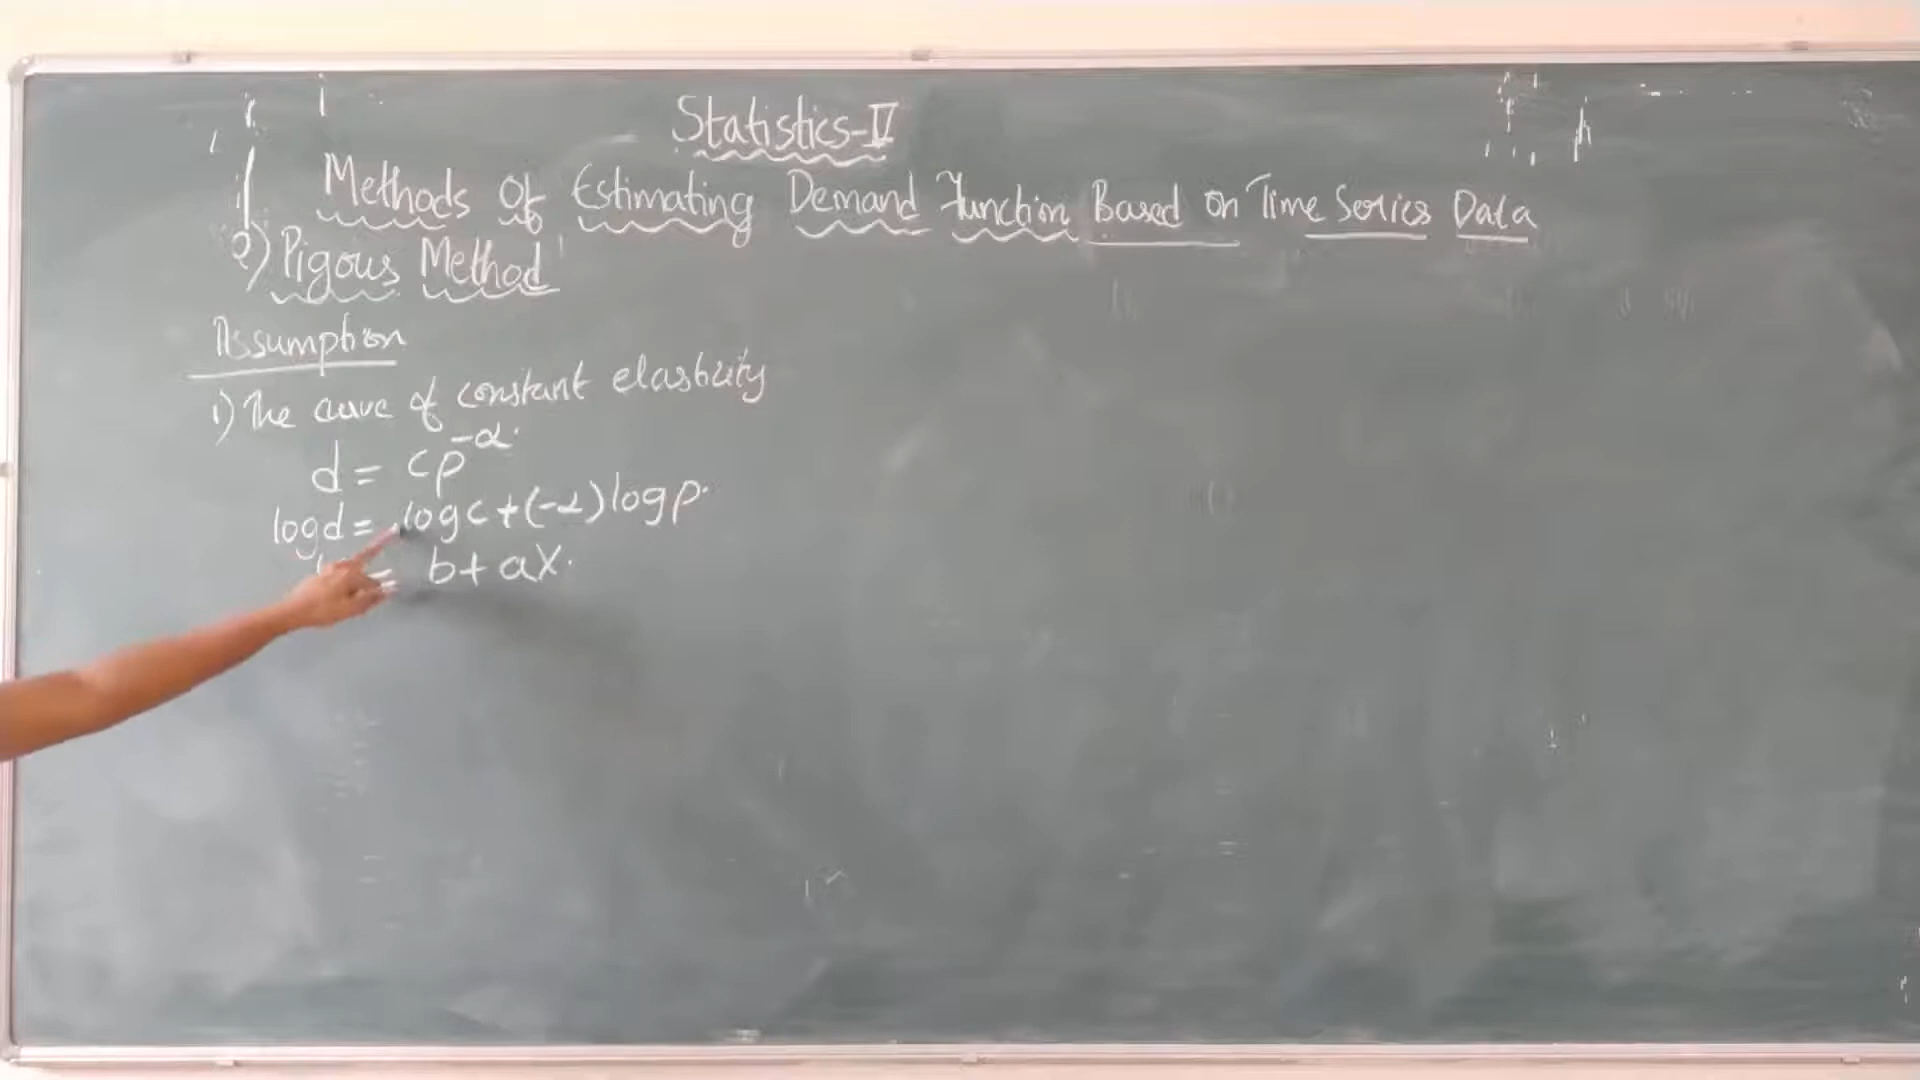 Statistics-IV
Methods Of Estimating Demand Function Based on Time Series Data
2) Pigous Method
Assumption
1) The curve of constant elasticity
d = cp^-α.
log d = log c + (-α) log p.
= b + aX.